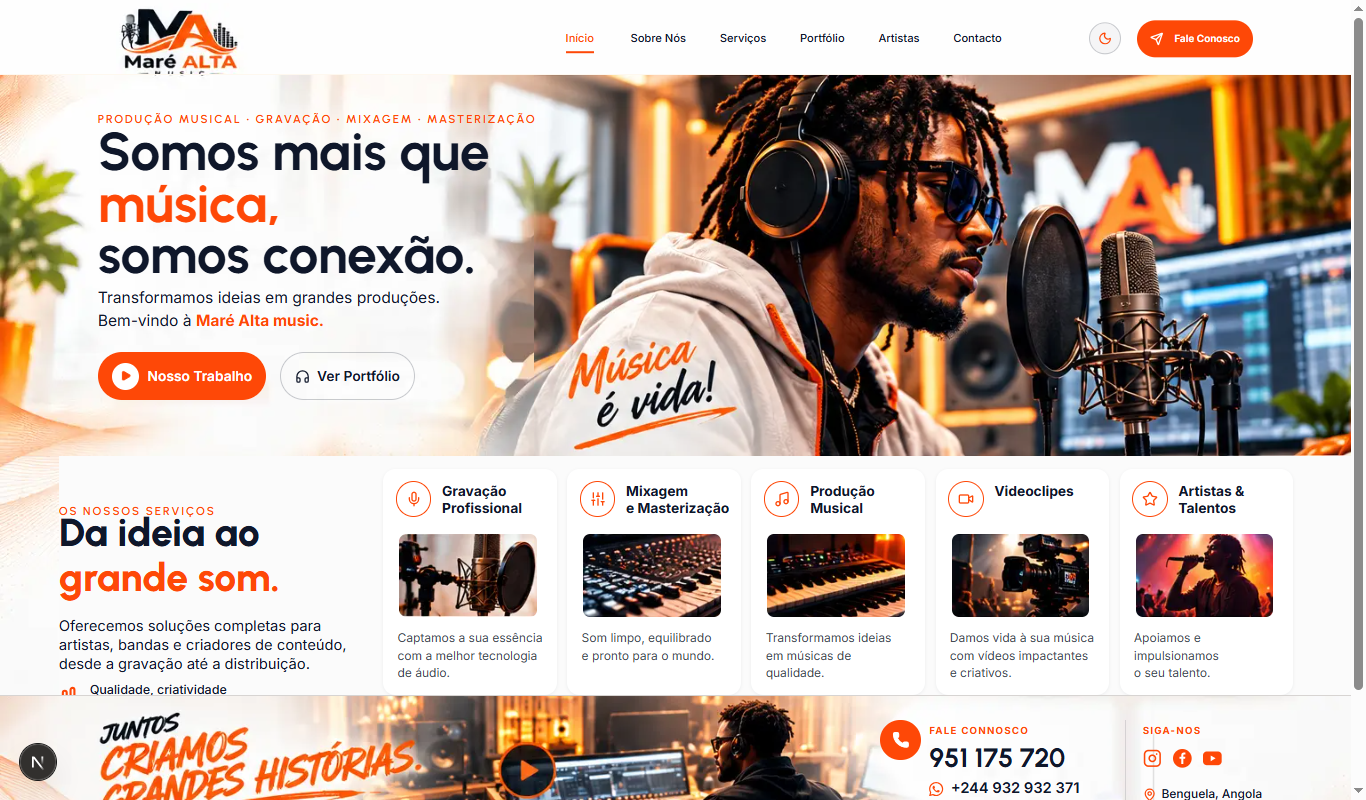 MA
Maré ALTA
MUSIC
Início
Sobre Nós
Serviços
Portfólio
Artistas
Contacto
Fale Conosco
PRODUÇÃO MUSICAL · GRAVAÇÃO · MIXAGEM · MASTERIZAÇÃO
Somos mais que
música,
somos conexão.
Transformamos ideias em grandes produções.
Bem-vindo à Maré Alta music.
Nosso Trabalho
Ver Portfólio
Música
é vida!
MA
OS NOSSOS SERVIÇOS
Da ideia ao
grande som.
Oferecemos soluções completas para
artistas, bandas e criadores de conteúdo,
desde a gravação até a distribuição.
Qualidade, criatividade
Gravação
Profissional
Captamos a sua essência
com a melhor tecnologia
de áudio.
Mixagem
e Masterização
Som limpo, equilibrado
e pronto para o mundo.
Produção
Musical
Transformamos ideias
em músicas de
qualidade.
Videoclipes
Damos vida à sua música
com vídeos impactantes
e criativos.
Artistas &
Talentos
Apoiamos e
impulsionamos
o seu talento.
JUNTOS
CRIAMOS
GRANDES HISTÓRIAS.
FALE CONNOSCO
951 175 720
+244 932 932 371
SIGA-NOS
Benguela, Angola
N